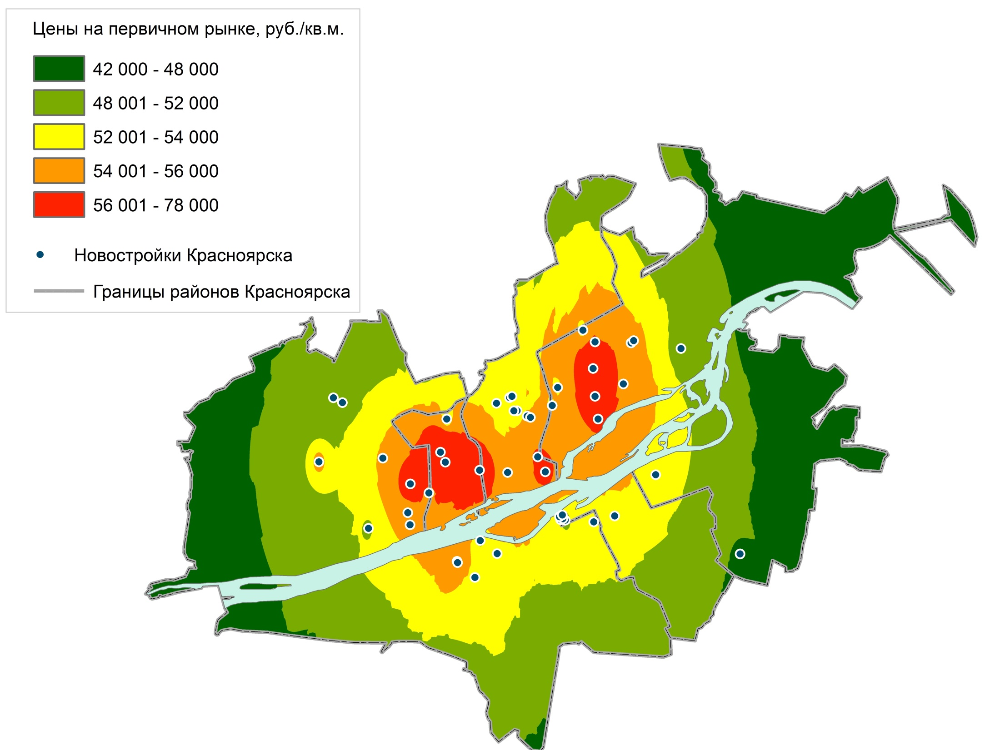 Цены на первичном рынке, руб./кв.м.
42 000 - 48 000
48 001 - 52 000
52 001 - 54 000
54 001 - 56 000
56 001 - 78 000
Новостройки Красноярска
Границы районов Красноярска